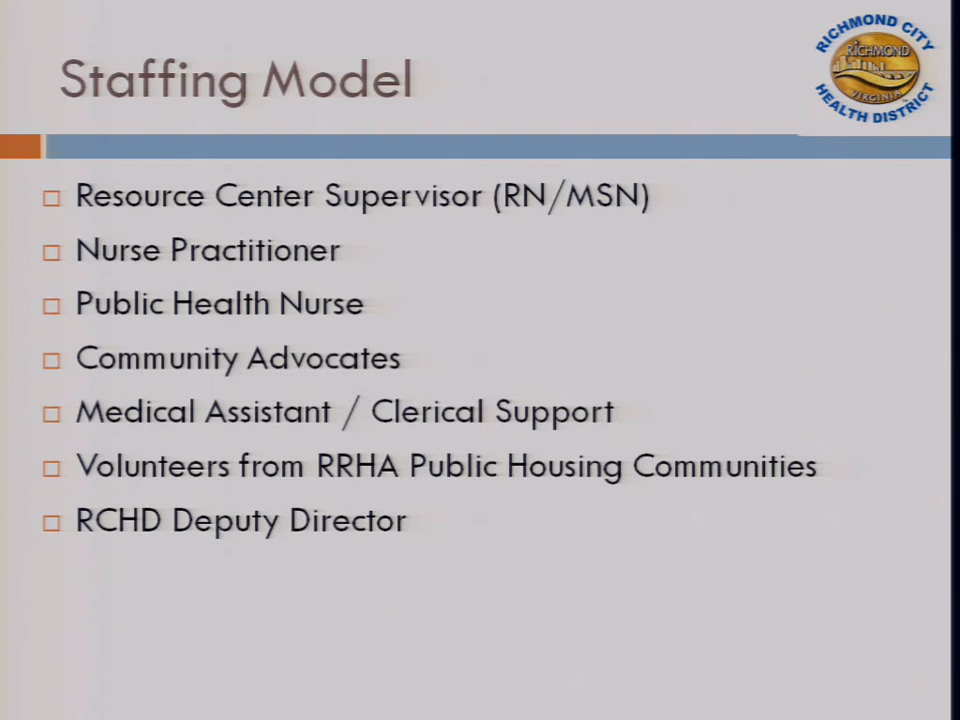 Staffing Model
RICHMOND CITY
RICHMOND
VIRGINIA
HEALTH DISTRICT
Resource Center Supervisor (RN/MSN)
Nurse Practitioner
Public Health Nurse
Community Advocates
Medical Assistant / Clerical Support
Volunteers from RRHA Public Housing Communities
RCHD Deputy Director